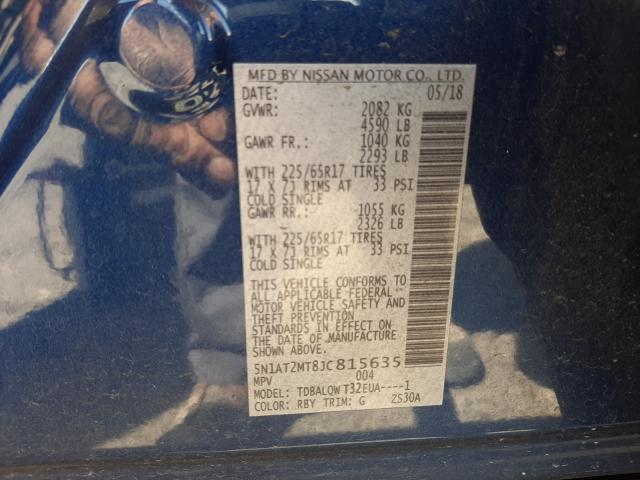 MFD BY NISSAN MOTOR CO., LTD.
DATE: 05/18
GVWR: 2082 KG
4590 LB
GAWR FR.: 1040 KG
2293 LB
WITH 225/65R17 TIRES
17 X 7J RIMS AT 33 PSI
COLD SINGLE
GAWR RR.: 1055 KG
2326 LB
WITH 225/65R17 TIRES
17 X 7J RIMS AT 33 PSI
COLD SINGLE
THIS VEHICLE CONFORMS TO
ALL APPLICABLE FEDERAL
MOTOR VEHICLE SAFETY AND
THEFT PREVENTION
STANDARDS IN EFFECT ON
THE DATE OF MANUFACTURE
SHOWN ABOVE.
5N1AT2MT8JC815635
MPV 004
MODEL: TDBALQW T32EUA----1
COLOR: RBY TRIM: G ZS30A